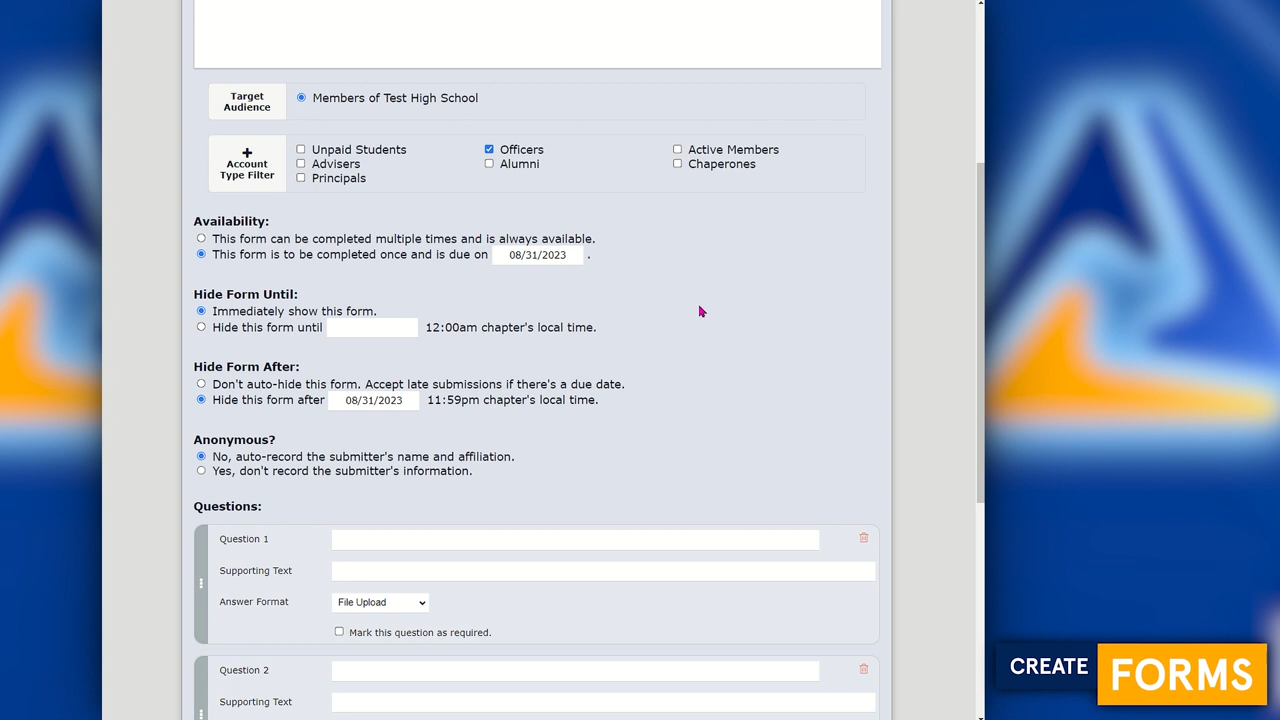 Target
Audience
Members of Test High School
+
Account
Type Filter
Unpaid Students
Officers
Active Members
Advisers
Alumni
Chaperones
Principals
Availability:
This form can be completed multiple times and is always available.
This form is to be completed once and is due on 08/31/2023 .
Hide Form Until:
Immediately show this form.
Hide this form until 12:00am chapter's local time.
Hide Form After:
Don't auto-hide this form. Accept late submissions if there's a due date.
Hide this form after 08/31/2023 11:59pm chapter's local time.
Anonymous?
No, auto-record the submitter's name and affiliation.
Yes, don't record the submitter's information.
Questions:
Question 1
Supporting Text
Answer Format File Upload
Mark this question as required.
Question 2
Supporting Text
CREATE FORMS